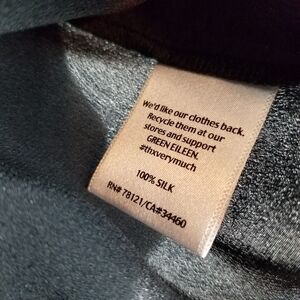 We'd like our clothes back.
Recycle them at our
stores and support
GREEN EILEEN.
#thxverymuch
100% SILK
RN# 78121/CA#34460